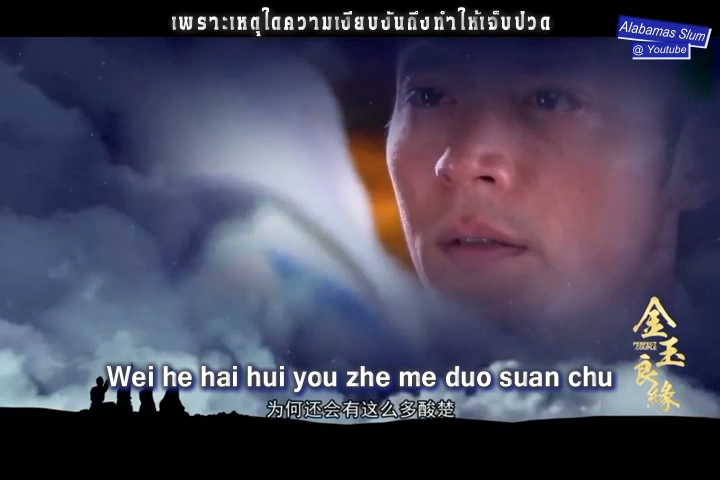 เพราะเหตุใดความเงียบงันถึงทำให้เจ็บปวด
Alabamas Slum
@ Youtube
金玉良緣
PERFECT COUPLE
Wei he hai hui you zhe me duo suan chu
为何还会有这么多酸楚